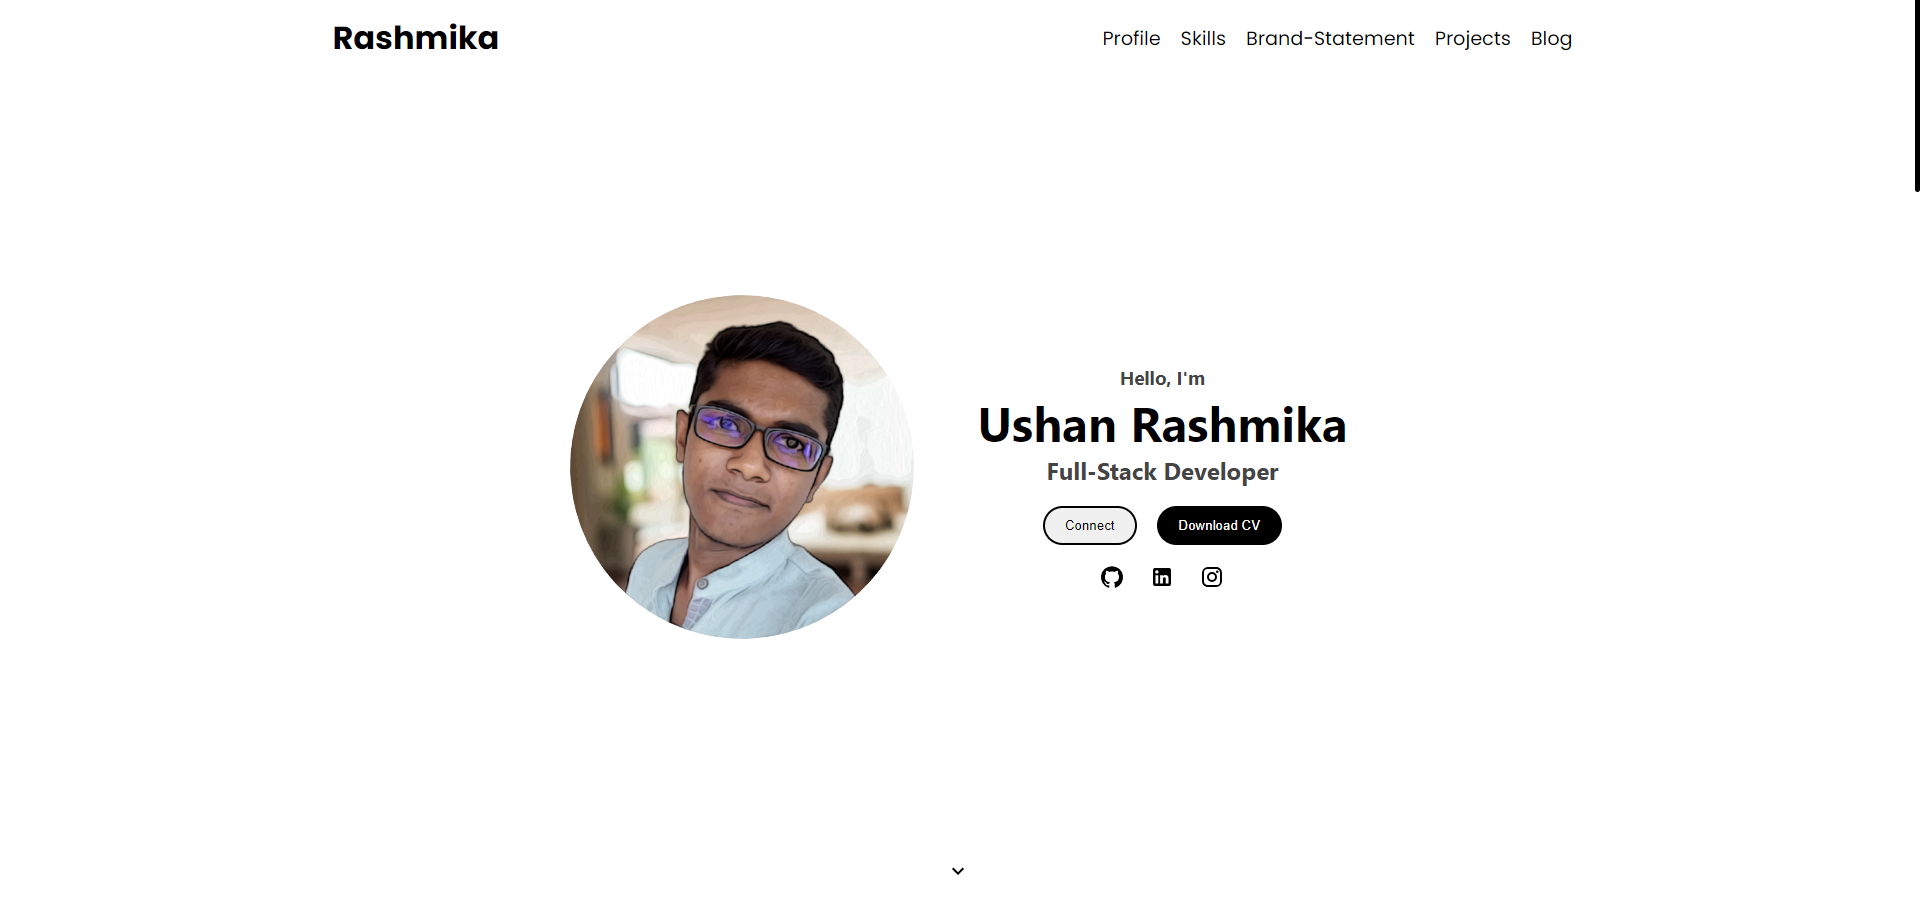 Rashmika
Profile Skills Brand-Statement Projects Blog
Hello, I'm
Ushan Rashmika
Full-Stack Developer
Connect Download CV